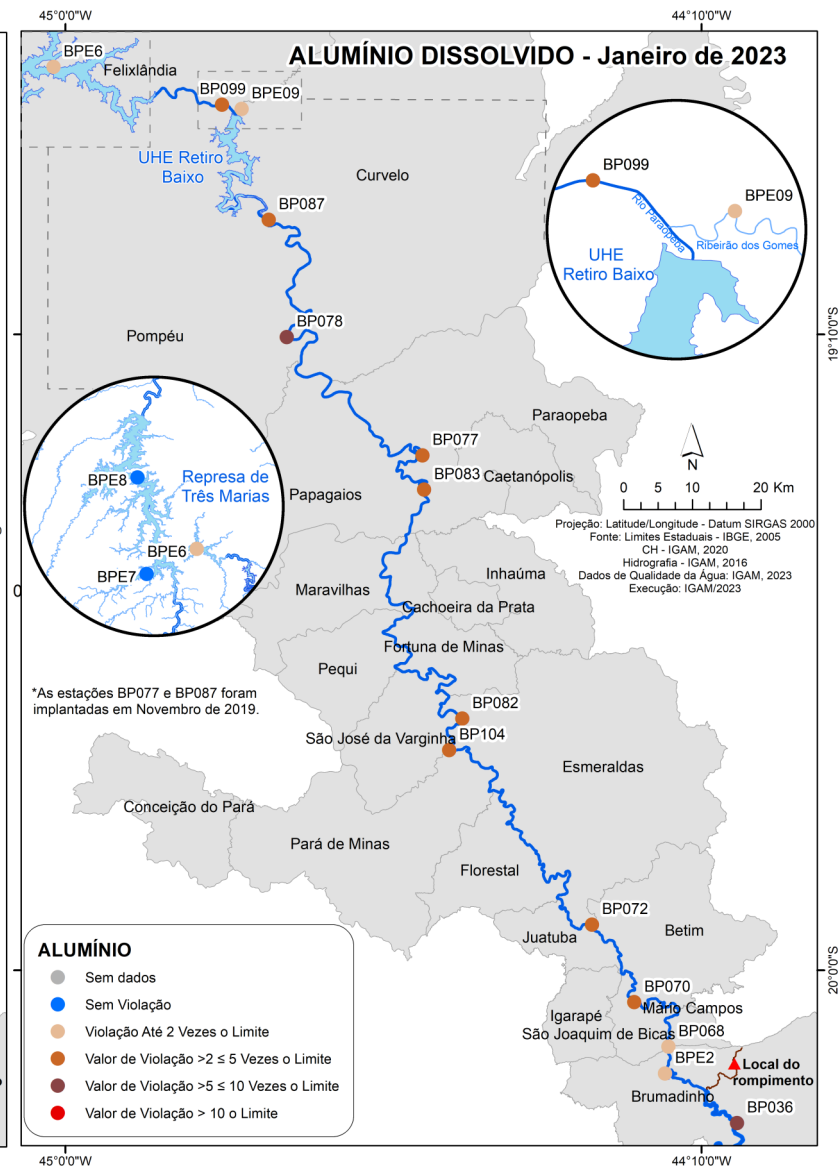 45°0'0"W
44°10'0"W
ALUMÍNIO DISSOLVIDO - Janeiro de 2023
BPE6
Felixlândia
BP099
BPE09
UHE Retiro
Baixo
Curvelo
BP087
BP099
BPE09
Rio Paraopeba
Ribeirão dos Gomes
UHE
Retiro Baixo
BP078
Pompéu
19°10'0"S
Paraopeba
BP077
BP083
Caetanópolis
Papagaios
N
0 5 10 20 Km
Projeção: Latitude/Longitude - Datum SIRGAS 2000
Fonte: Limites Estaduais - IBGE, 2005
CH - IGAM, 2020
Hidrografia - IGAM, 2016
Dados de Qualidade da Água: IGAM, 2023
Execução: IGAM/2023
BPE8
Represa de
Três Marias
BPE6
BPE7
Inhaúma
Maravilhas
Cachoeira da Prata
Fortuna de Minas
Pequi
*As estações BP077 e BP087 foram
implantadas em Novembro de 2019.
BP082
São José da Varginha
BP104
Esmeraldas
Conceição do Pará
Pará de Minas
Florestal
BP072
Juatuba
Betim
BP070
Mário Campos
Igarapé
São Joaquim de Bicas
BP068
BPE2
Local do
rompimento
Brumadinho
BP036
20°0'0"S
ALUMÍNIO
Sem dados
Sem Violação
Violação Até 2 Vezes o Limite
Valor de Violação >2 ≤ 5 Vezes o Limite
Valor de Violação >5 ≤ 10 Vezes o Limite
Valor de Violação > 10 o Limite
45°0'0"W
44°10'0"W